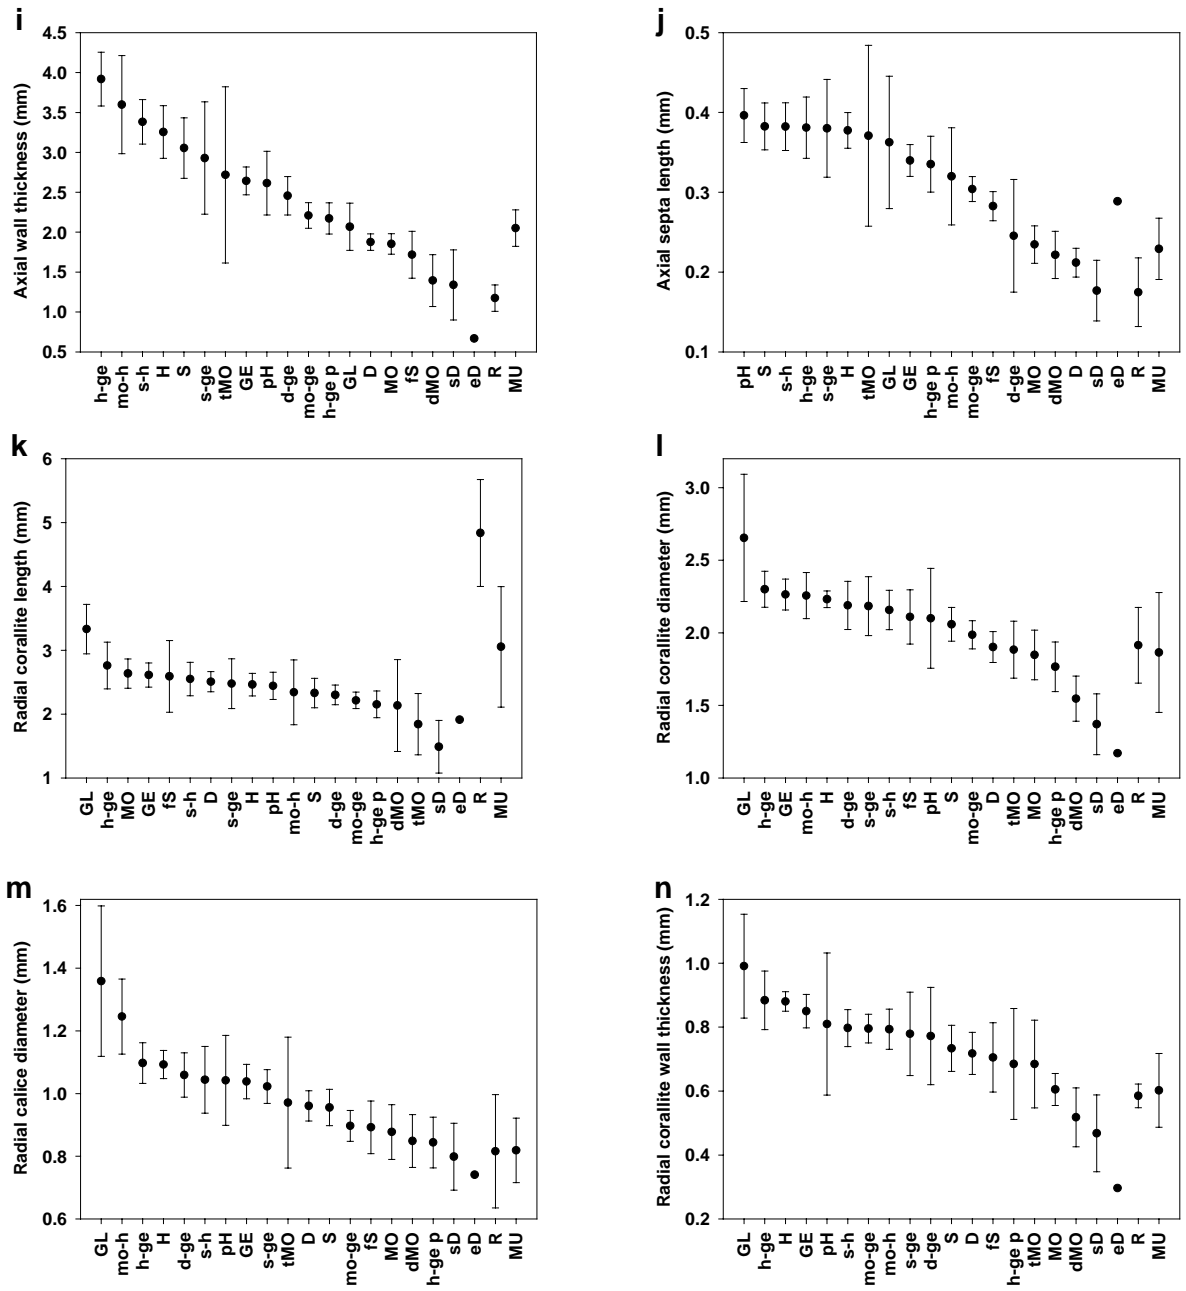 i
Axial wall thickness (mm)
4.5
4.0
3.5
3.0
2.5
2.0
1.5
1.0
0.5
h-ge mo-h s-h H S s-ge tMO GE pH d-ge mo-ge h-ge p GL D MO fS dMO sD eD R MU
j
Axial septa length (mm)
0.5
0.4
0.3
0.2
0.1
pH S s-h h-ge s-ge H tMO GL GE h-ge p mo-h mo-ge fS d-ge MO dMO D sD eD R MU
k
Radial corallite length (mm)
6
5
4
3
2
1
GL h-ge MO GE fS s-h D s-ge H pH mo-h S d-ge mo-ge h-ge p dMO tMO sD eD R MU
l
Radial corallite diameter (mm)
3.0
2.5
2.0
1.5
1.0
GL h-ge GE mo-h H d-ge s-ge s-h fS pH S mo-ge D tMO MO h-ge p dMO sD eD R MU
m
Radial calice diameter (mm)
1.6
1.4
1.2
1.0
0.8
0.6
GL mo-h h-ge H d-ge s-h pH GE s-ge tMO D S mo-ge fS MO dMO h-ge p sD eD R MU
n
Radial corallite wall thickness (mm)
1.2
1.0
0.8
0.6
0.4
0.2
GL h-ge H GE pH s-h mo-ge mo-h s-ge d-ge S D fS h-ge p tMO MO dMO sD eD R MU